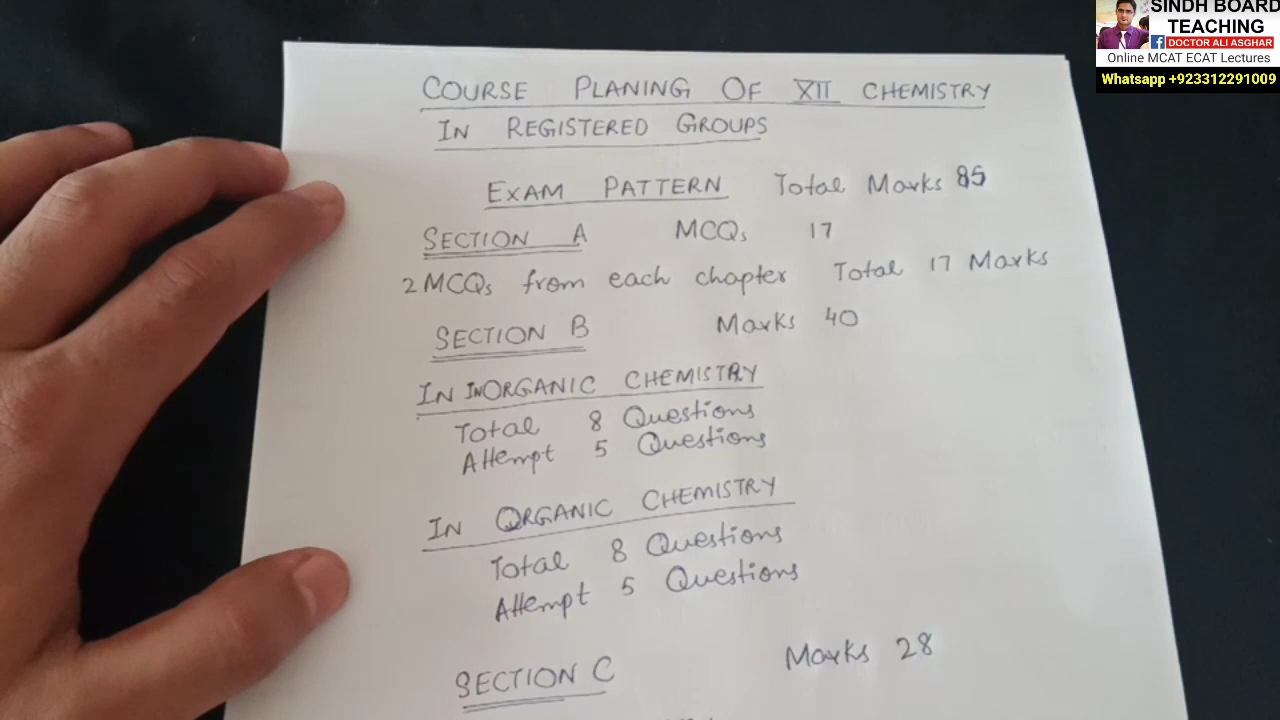 SINDH BOARD
TEACHING
DOCTOR ALI ASGHAR
Online MCAT ECAT Lectures
Whatsapp +923312291009
COURSE PLANING OF XII CHEMISTRY
IN REGISTERED GROUPS
EXAM PATTERN Total Marks 85
SECTION A MCQs 17
2 MCQs from each chapter Total 17 Marks
SECTION B Marks 40
IN INORGANIC CHEMISTRY
Total 8 Questions
Attempt 5 Questions
IN ORGANIC CHEMISTRY
Total 8 Questions
Attempt 5 Questions
SECTION C Marks 28